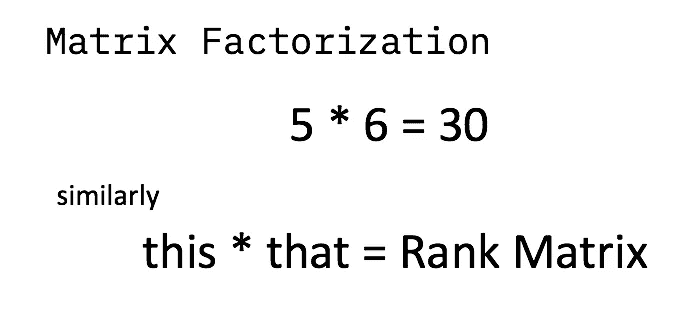 Matrix Factorization
5 * 6 = 30
similarly
this * that = Rank Matrix